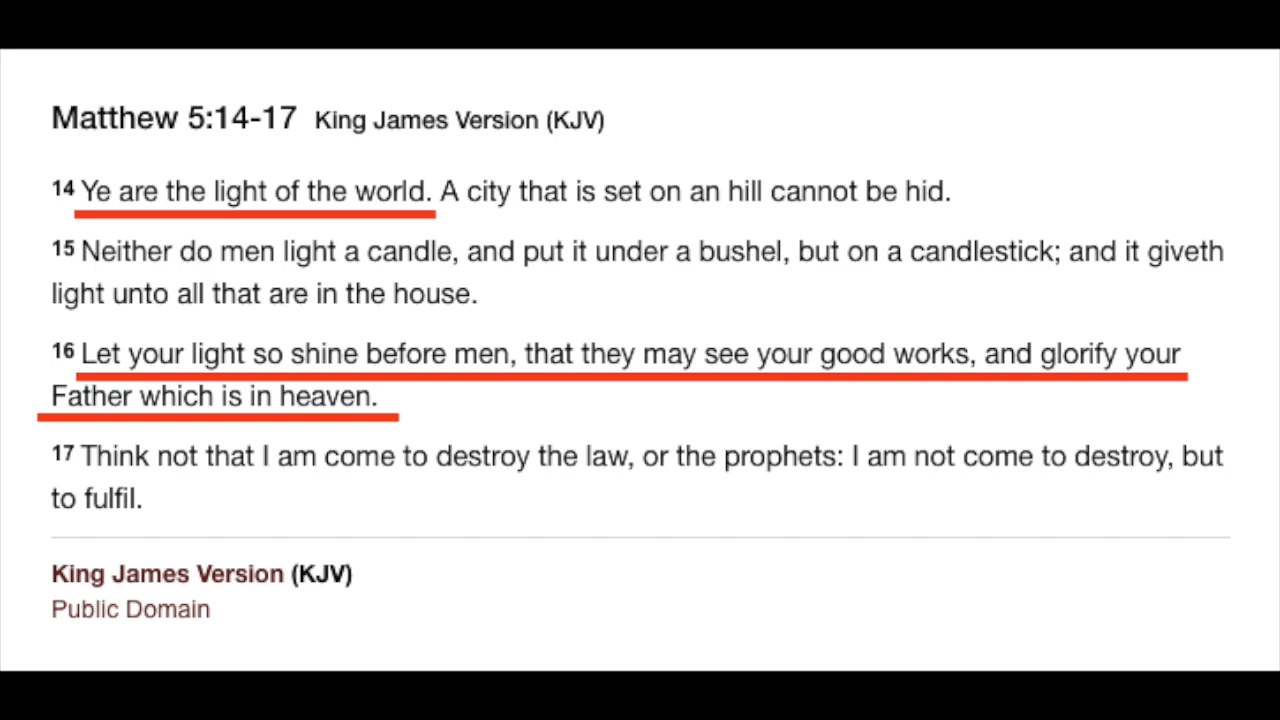 Matthew 5:14-17 King James Version (KJV)
14 Ye are the light of the world. A city that is set on an hill cannot be hid.
15 Neither do men light a candle, and put it under a bushel, but on a candlestick; and it giveth
light unto all that are in the house.
16 Let your light so shine before men, that they may see your good works, and glorify your
Father which is in heaven.
17 Think not that I am come to destroy the law, or the prophets: I am not come to destroy, but
to fulfil.
King James Version (KJV)
Public Domain